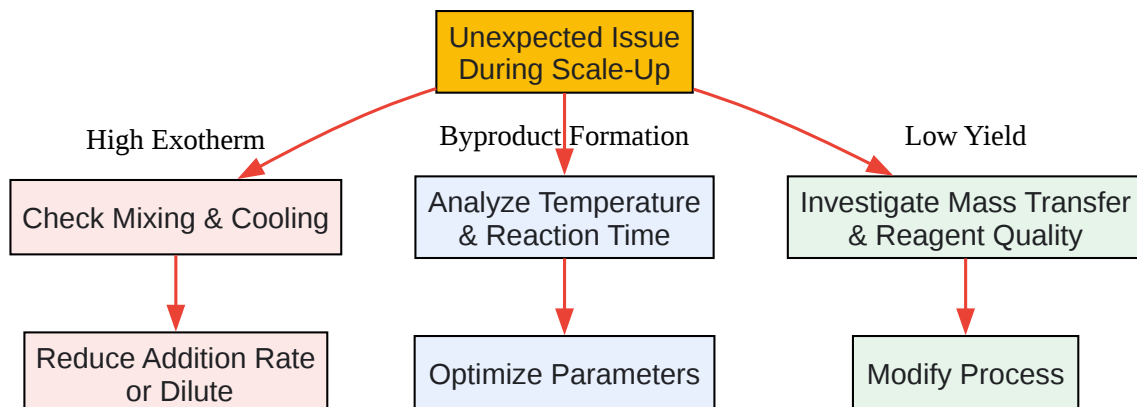 Unexpected Issue
During Scale-Up
High Exotherm
Byproduct Formation
Low Yield
Check Mixing & Cooling
Analyze Temperature
& Reaction Time
Investigate Mass Transfer
& Reagent Quality
Reduce Addition Rate
or Dilute
Optimize Parameters
Modify Process